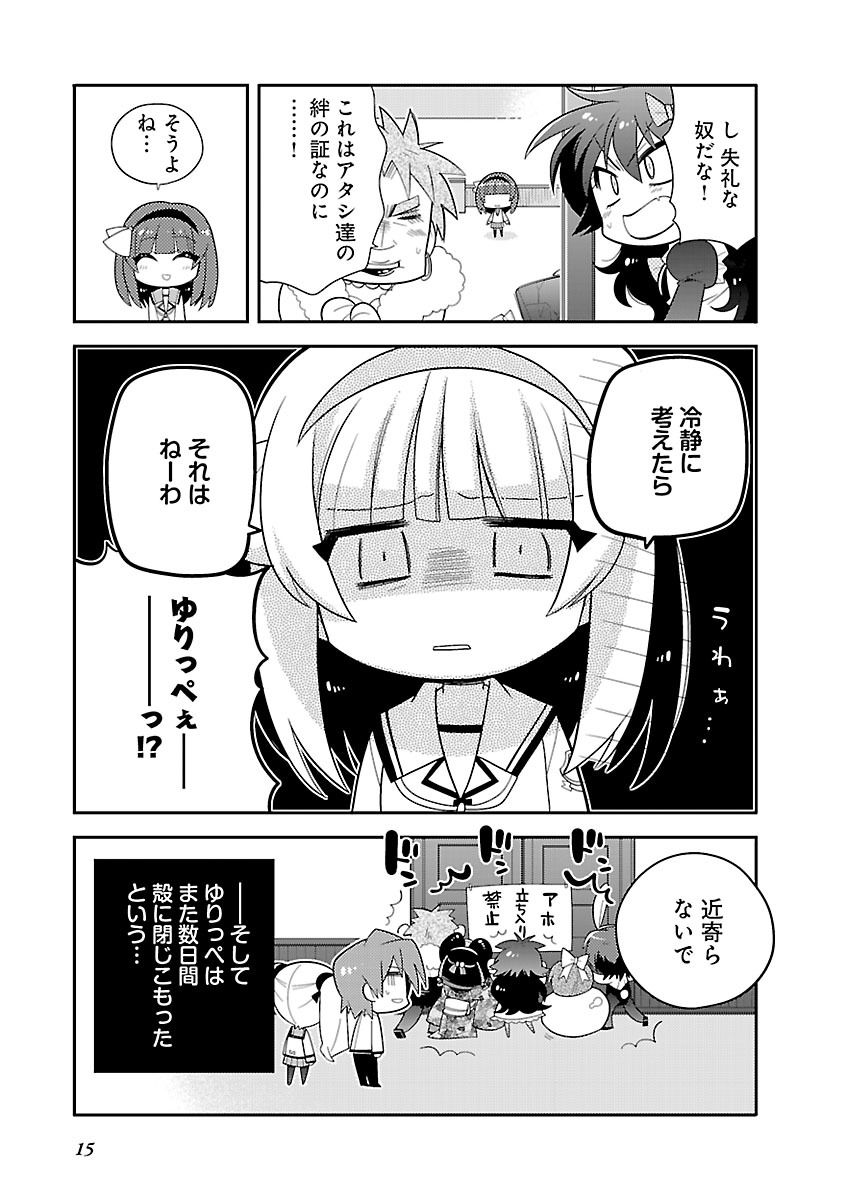 し 失礼な
奴だな！
これはアタシ達の
絆の証なのに
……！
そうよ
ね…
冷静に
考えたら
うわぁ…
それは
ねーわ
ゆりっぺぇ――
――っ!?
近寄ら
ないで
ドンッ
ドンッ
ドンッ
アホ
立ち入り
禁止
――そして
ゆりっぺは
また数日間
殻に閉じこもった
という…
15